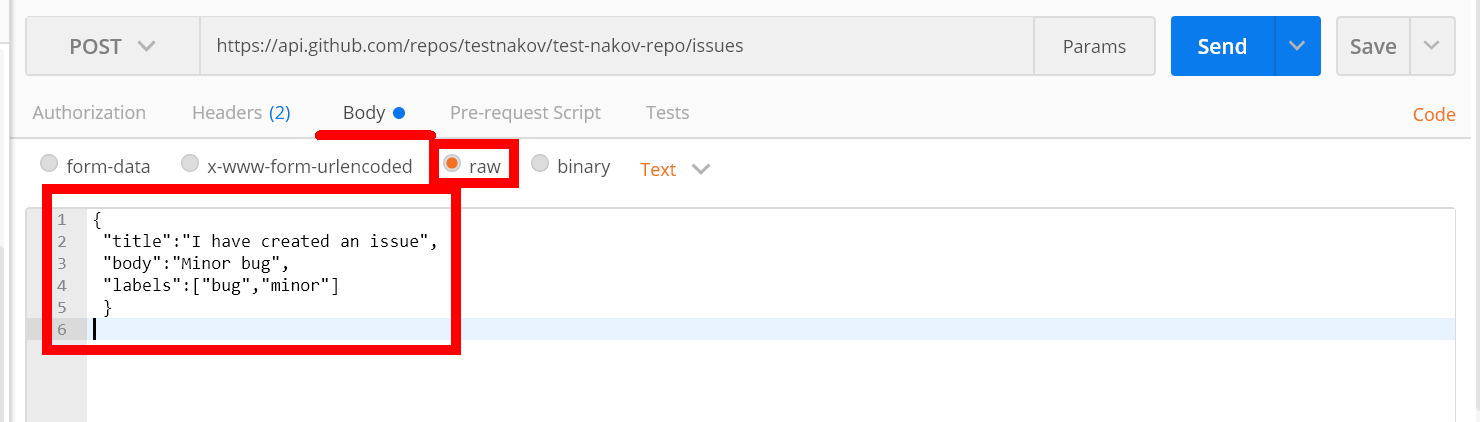 POST https://api.github.com/repos/testnakov/test-nakov-repo/issues Params Send Save
Authorization Headers (2) Body Pre-request Script Tests Code
form-data x-www-form-urlencoded raw binary Text
1 {
2 "title":"I have created an issue",
3 "body":"Minor bug",
4 "labels":["bug","minor"]
5 }
6